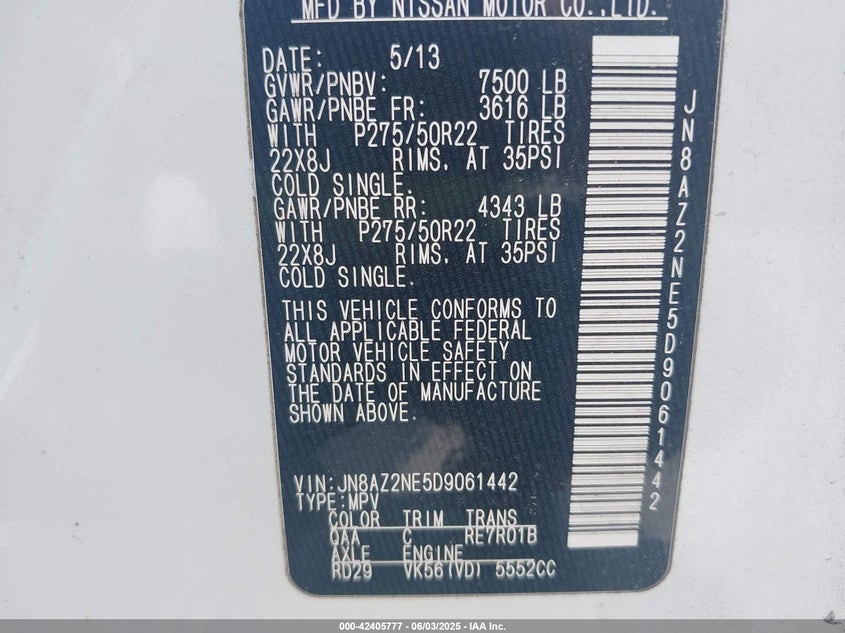 MFD BY NISSAN MOTOR CO.,LTD.
DATE: 5/13
GVWR/PNBV: 7500 LB
GAWR/PNBE FR: 3616 LB
WITH P275/50R22 TIRES
22X8J RIMS, AT 35PSI
COLD SINGLE.
GAWR/PNBE RR: 4343 LB
WITH P275/50R22 TIRES
22X8J RIMS, AT 35PSI
COLD SINGLE.
THIS VEHICLE CONFORMS TO
ALL APPLICABLE FEDERAL
MOTOR VEHICLE SAFETY
STANDARDS IN EFFECT ON
THE DATE OF MANUFACTURE
SHOWN ABOVE.
VIN:JN8AZ2NE5D9061442
TYPE:MPV
COLOR TRIM TRANS
QAA C RE7R01B
AXLE ENGINE
RD29 VK56(VD) 5552CC
JN8AZ2NE5D9061442
000-42405777 - 06/03/2025 - IAA Inc.